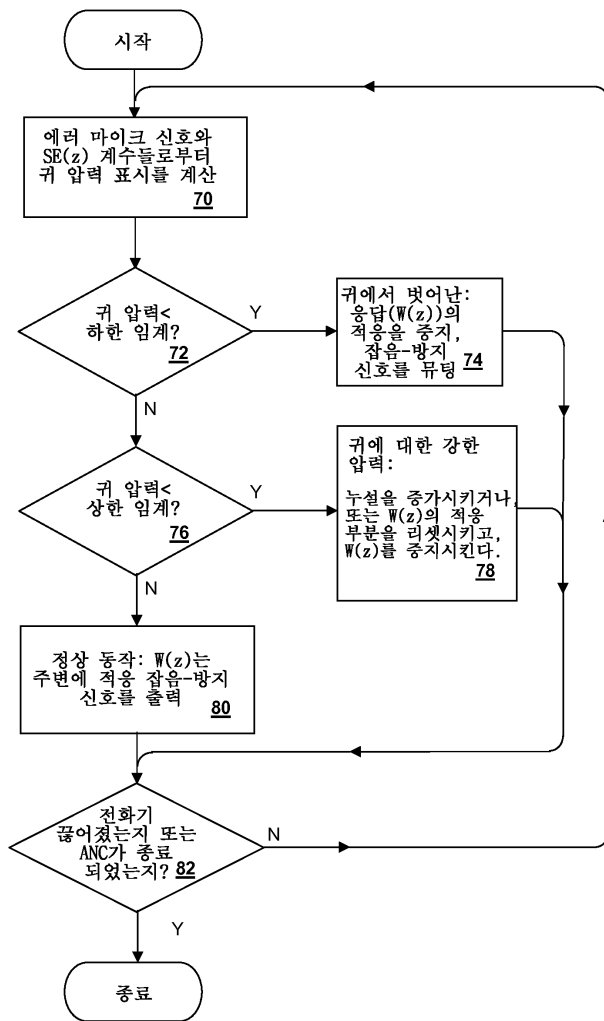 시작
에러 마이크 신호와
SE(z) 계수들로부터
귀 압력 표시를 계산
70
귀 압력<
하한 임계?
72
Y
N
귀에서 벗어난:
응답(W(z))의
적응을 중지,
잡음-방지
신호를 뮤팅
74
귀 압력<
상한 임계?
76
Y
N
귀에 대한 강한
압력:
누설을 증가시키거나,
또는 W(z)의 적응
부분을 리셋시키고,
W(z)를 중지시킨다.
78
정상 동작: W(z)는
주변에 적응 잡음-방지
신호를 출력
80
전화기
끊어졌는지 또는
ANC가 종료
되었는지?
82
N
Y
종료